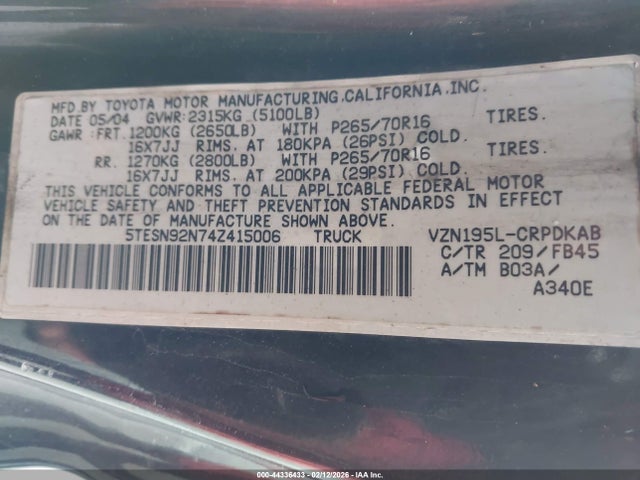 MFD.BY TOYOTA MOTOR MANUFACTURING.CALIFORNIA.INC.
DATE 05/04 GVWR:2315KG (5100LB)
GAWR:FRT.1200KG (2650LB) WITH P265/70R16 TIRES.
16X7JJ RIMS. AT 180KPA (26PSI) COLD.
RR. 1270KG (2800LB) WITH P265/70R16 TIRES.
16X7JJ RIMS. AT 200KPA (29PSI) COLD.
THIS VEHICLE CONFORMS TO ALL APPLICABLE FEDERAL MOTOR
VEHICLE SAFETY AND THEFT PREVENTION STANDARDS IN EFFECT
ON THE DATE OF MANUFACTURE SHOWN ABOVE.
5TESN92N74Z415006 TRUCK VZN195L-CRPDKAB
C/TR 209/FB45
A/TM B03A/
A340E
000-44336433 - 02/12/2026 - IAA Inc.